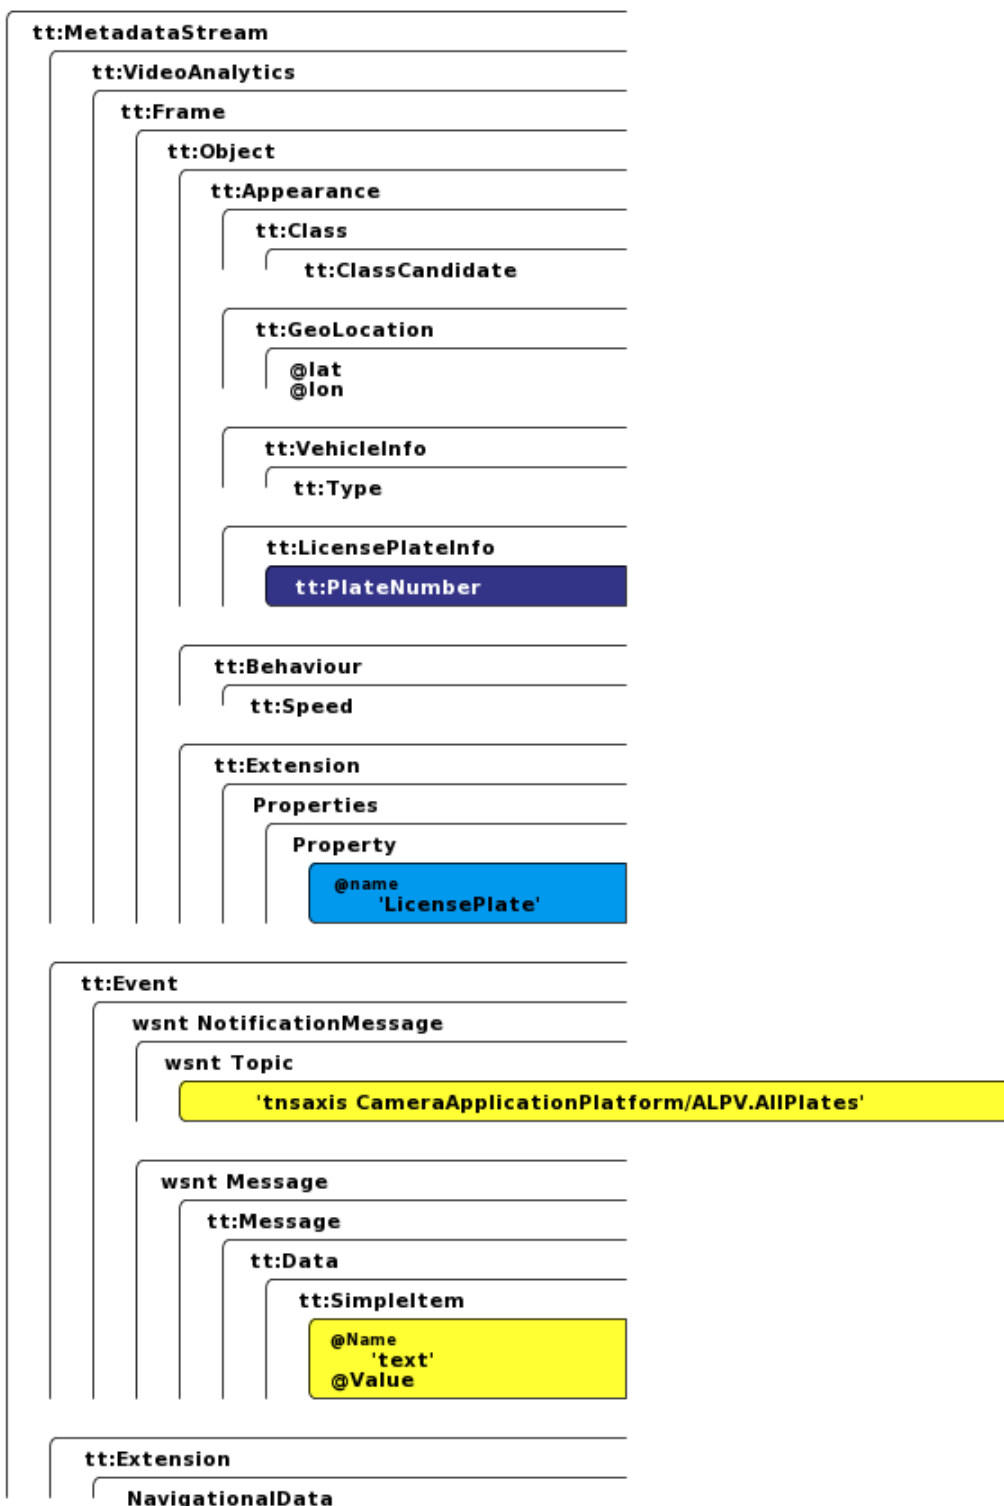 tt:MetadataStream
tt:VideoAnalytics
tt:Frame
tt:Object
tt:Appearance
tt:Class
tt:ClassCandidate
tt:GeoLocation
@lat
@lon
tt:VehicleInfo
tt:Type
tt:LicensePlateInfo
tt:PlateNumber
tt:Behaviour
tt:Speed
tt:Extension
Properties
Property
@name
'LicensePlate'
tt:Event
wsnt NotificationMessage
wsnt Topic
'tnsaxis CameraApplicationPlatform/ALPV.AllPlates'
wsnt Message
tt:Message
tt:Data
tt:SimpleItem
@Name
'text'
@Value
tt:Extension
NavigationalData